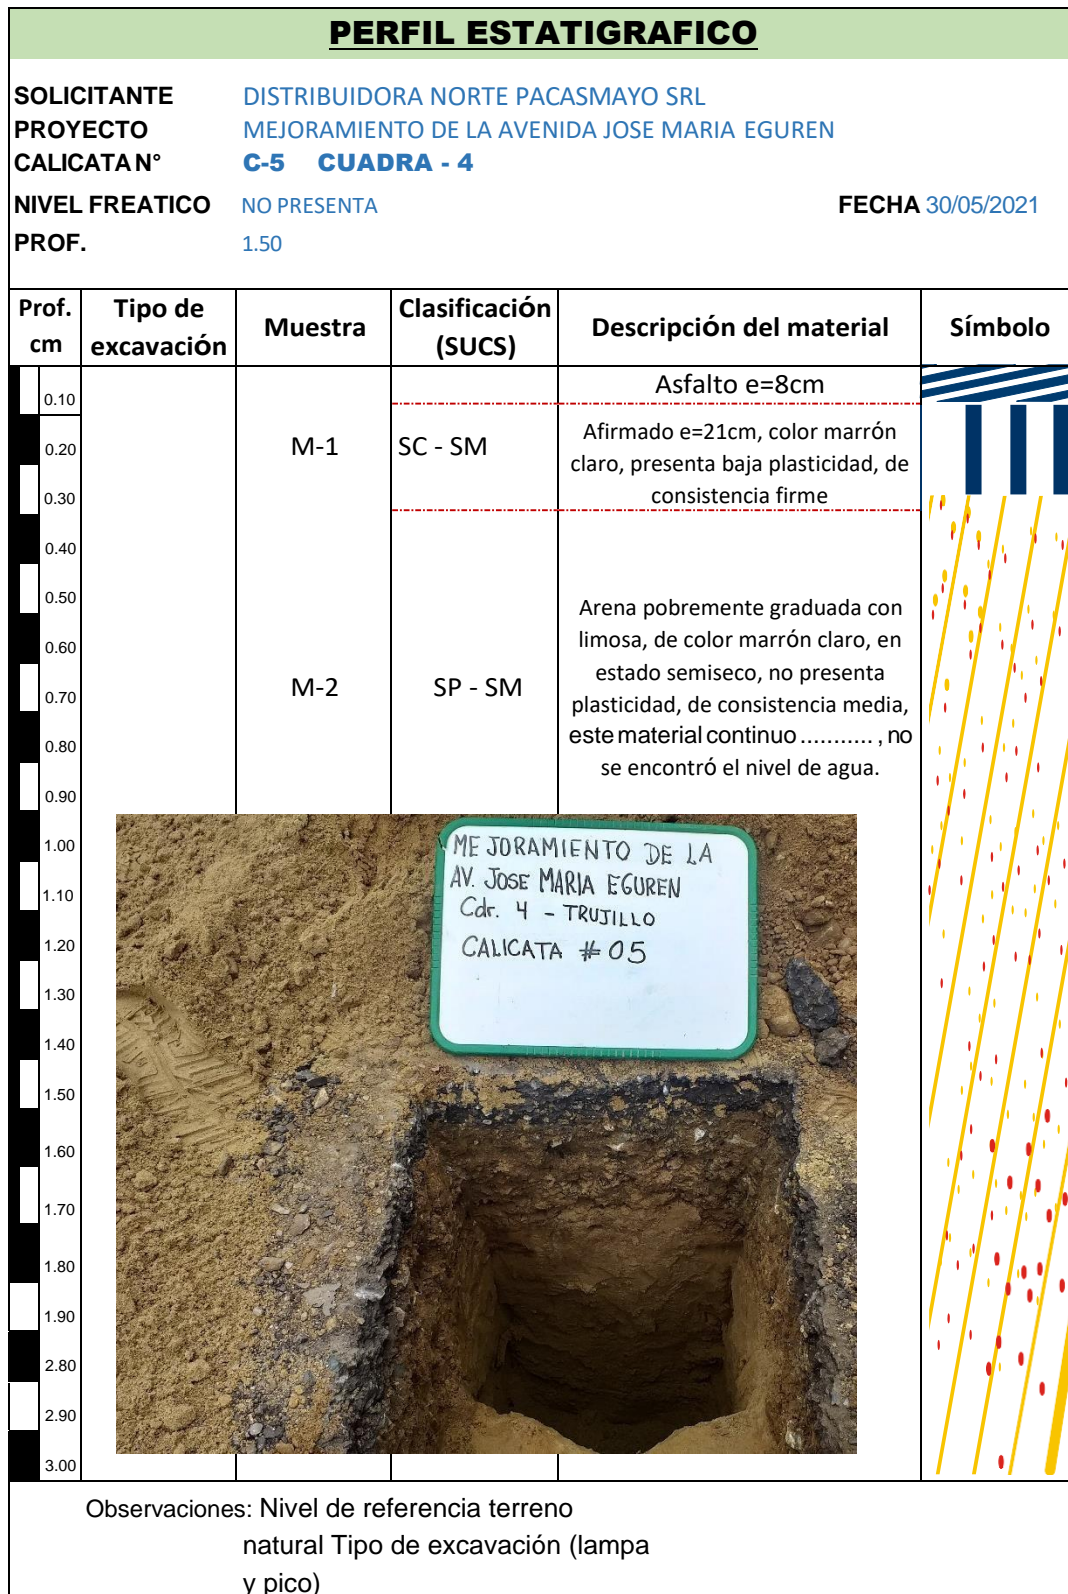 PERFIL ESTATIGRAFICO
SOLICITANTE DISTRIBUIDORA NORTE PACASMAYO SRL
PROYECTO MEJORAMIENTO DE LA AVENIDA JOSE MARIA EGUREN
CALICATA N° C-5 CUADRA - 4
NIVEL FREATICO NO PRESENTA FECHA 30/05/2021
PROF. 1.50
Prof. cm
Tipo de excavación
Muestra
Clasificación (SUCS)
Descripción del material
Símbolo
Asfalto e=8cm
0.10
M-1 SC - SM
Afirmado e=21cm, color marrón
claro, presenta baja plasticidad, de
consistencia firme
0.20
0.30
0.40
0.50
0.60
0.70
0.80
0.90
M-2 SP - SM
Arena pobremente graduada con
limosa, de color marrón claro, en
estado semiseco, no presenta
plasticidad, de consistencia media,
este material continuo ........... , no
se encontró el nivel de agua.
1.00
1.10
1.20
1.30
1.40
1.50
1.60
1.70
1.80
1.90
2.80
2.90
3.00
MEJORAMIENTO DE LA
AV. JOSE MARIA EGUREN
Cdr. 4 - TRUJILLO
CALICATA # 05
Observaciones: Nivel de referencia terreno
natural Tipo de excavación (lampa
y pico)